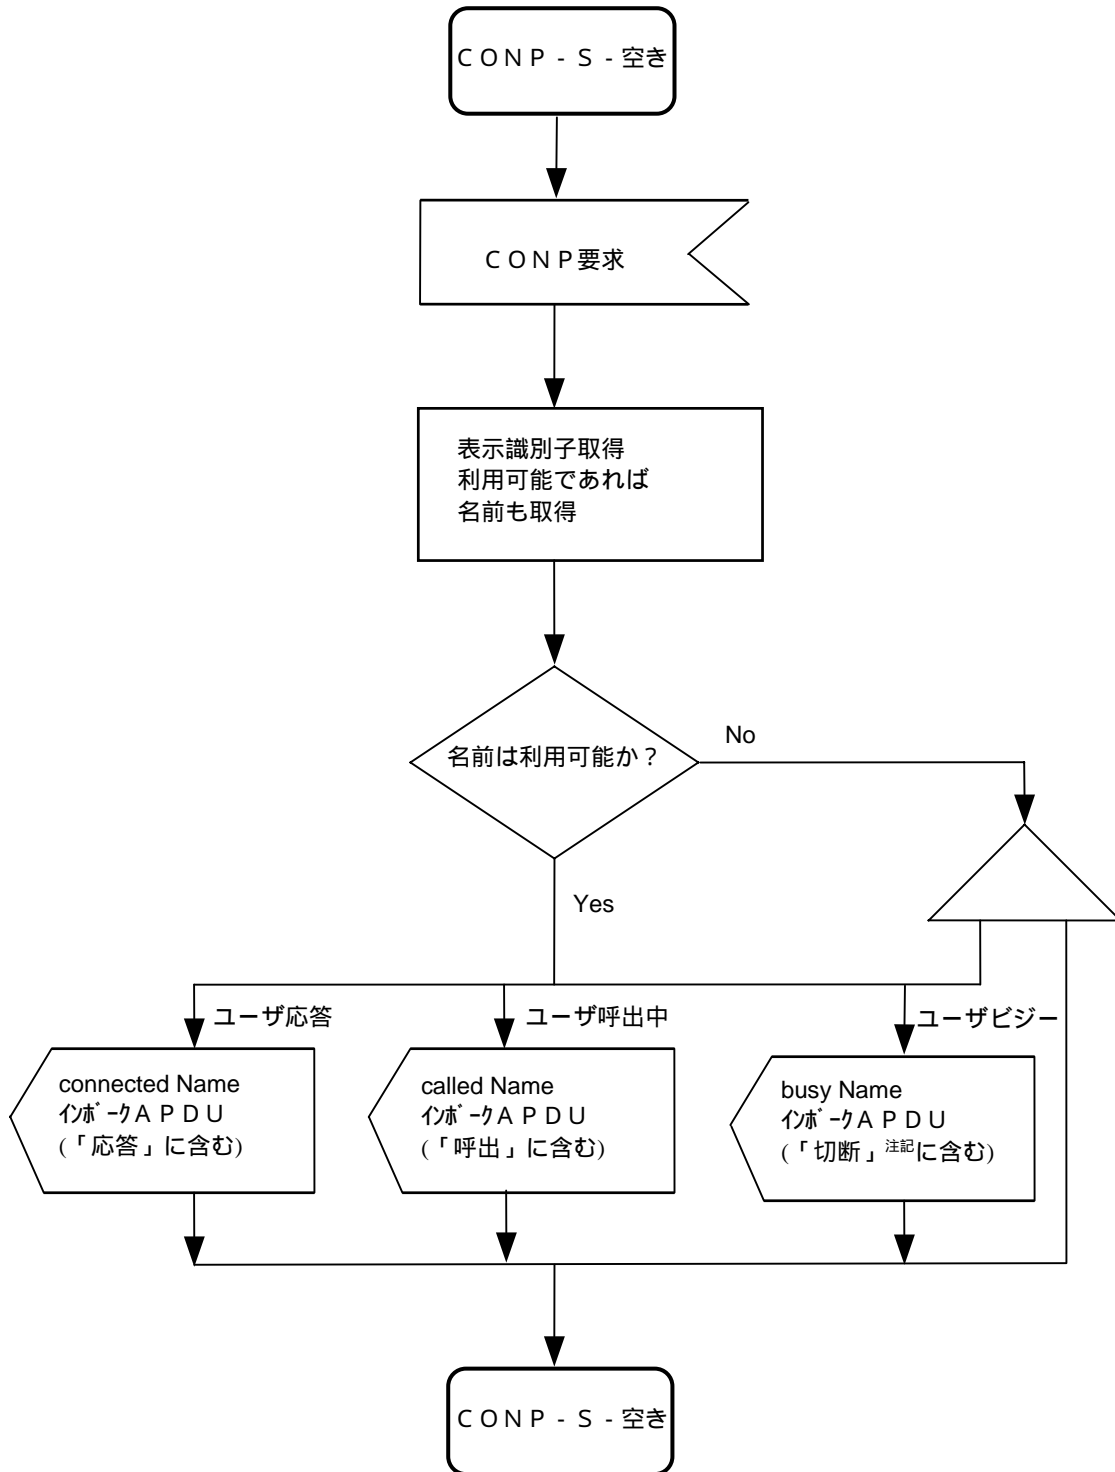 ＣＯＮＰ－Ｓ－空き
ＣＯＮＰ要求
表示識別子取得
利用可能であれば
名前も取得
名前は利用可能か？
No
Yes
ユーザ応答
ユーザ呼出中
ユーザビジー
connected Name
ｲﾝﾎﾞｰｸＡＰＤＵ
(「応答」に含む)
called Name
ｲﾝﾎﾞｰｸＡＰＤＵ
(「呼出」に含む)
busy Name
ｲﾝﾎﾞｰｸＡＰＤＵ
(「切断」注記に含む)
ＣＯＮＰ－Ｓ－空き